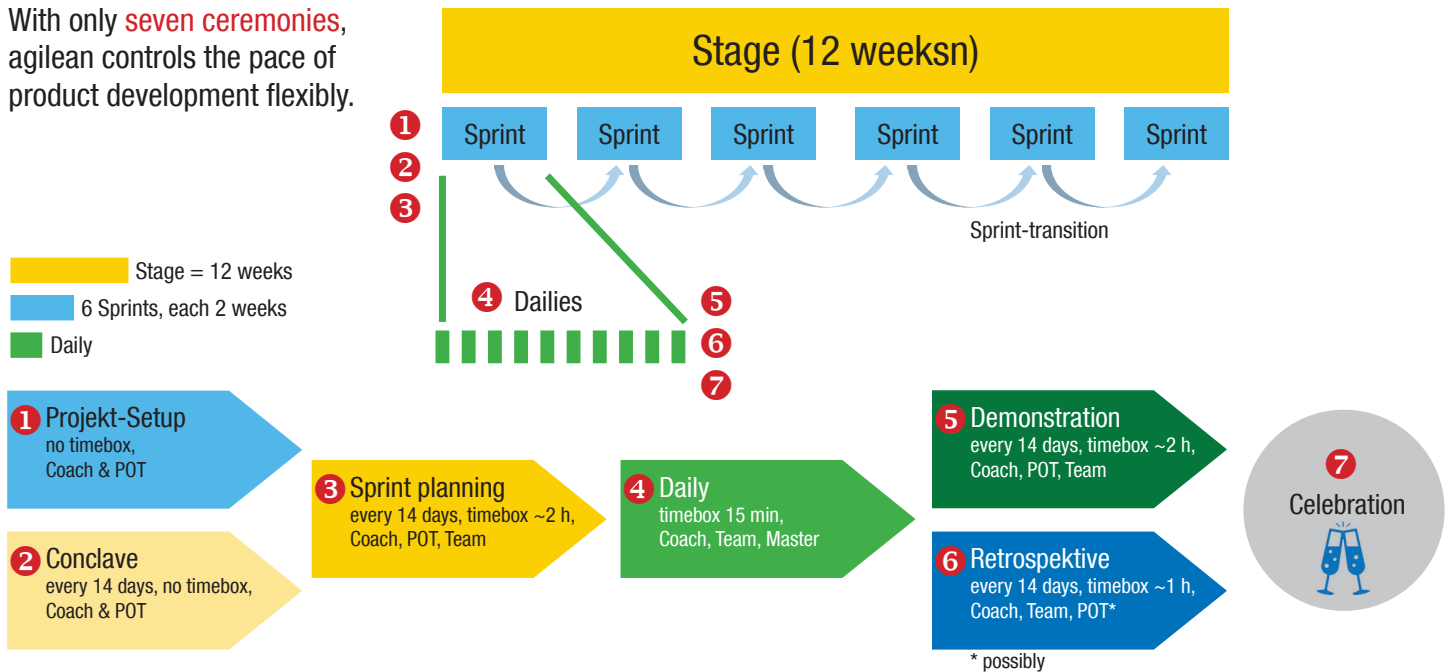 With only seven ceremonies,
agilean controls the pace of
product development flexibly.
Stage (12 weeksn)
1
2
3
Sprint
Sprint
Sprint
Sprint
Sprint
Sprint
Sprint-transition
Stage = 12 weeks
6 Sprints, each 2 weeks
Daily
4 Dailies
5
6
7
1 Projekt-Setup
no timebox,
Coach & POT
2 Conclave
every 14 days, no timebox,
Coach & POT
3 Sprint planning
every 14 days, timebox ~2 h,
Coach, POT, Team
4 Daily
timebox 15 min,
Coach, Team, Master
5 Demonstration
every 14 days, timebox ~2 h,
Coach, POT, Team
6 Retrospektive
every 14 days, timebox ~1 h,
Coach, Team, POT*
* possibly
7
Celebration